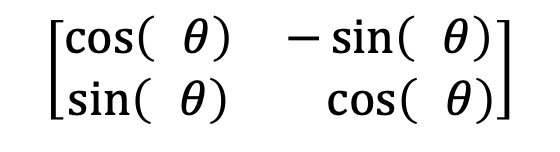 [cos( θ) − sin( θ)]
[sin( θ) cos( θ)]